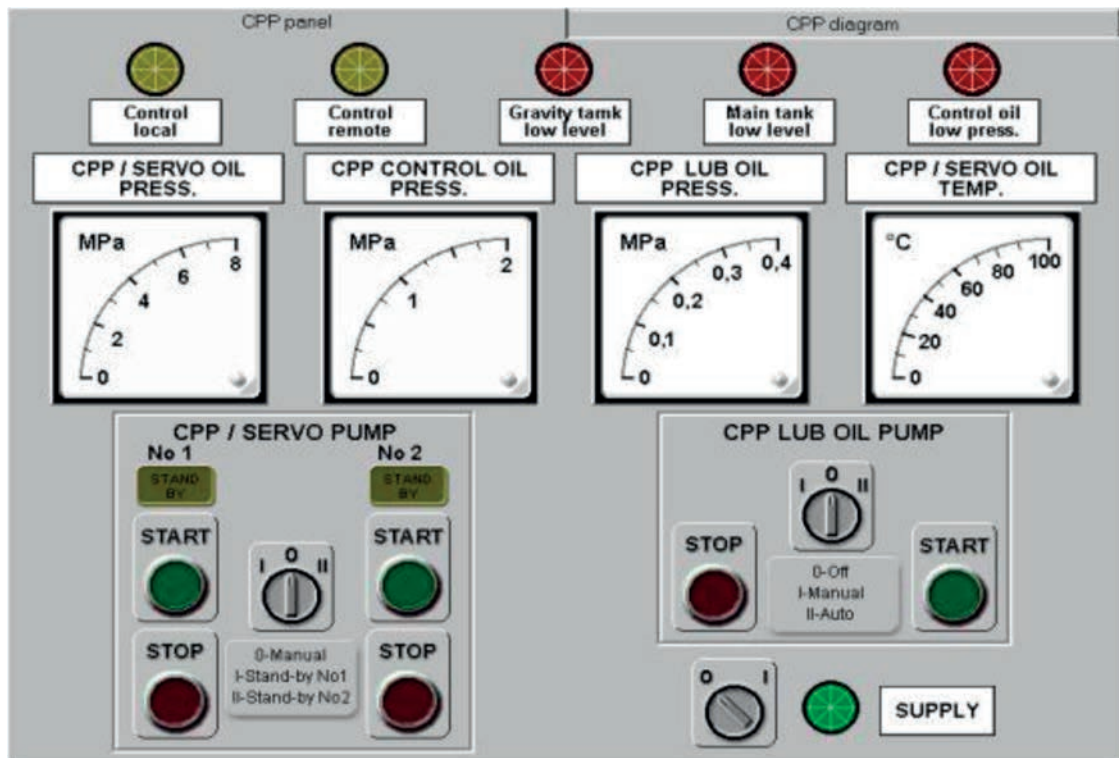 CPP panel
CPP diagram
Control
local
Control
remote
Gravity tamk
low level
Main tank
low level
Control oil
low press.
CPP / SERVO OIL
PRESS.
CPP CONTROL OIL
PRESS.
CPP LUB OIL
PRESS.
CPP / SERVO OIL
TEMP.
MPa
8
6
4
2
0
MPa
2
1
0
MPa
0,4
0,3
0,2
0,1
0
°C
100
80
60
40
20
0
CPP / SERVO PUMP
No 1
STAND
BY
START
STOP
No 2
STAND
BY
START
STOP
I 0 II
0-Manual
I-Stand-by No1
II-Stand-by No2
CPP LUB OIL PUMP
I 0 II
STOP
START
0-Off
I-Manual
II-Auto
0 I
SUPPLY